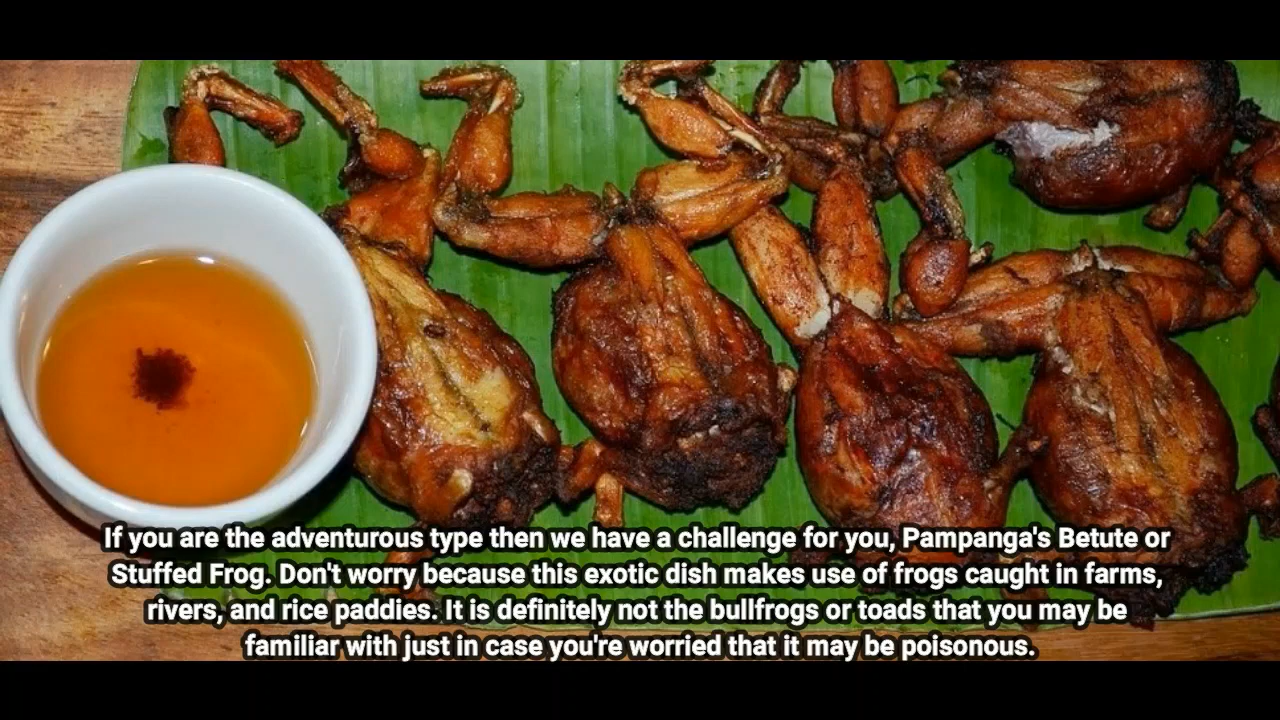 If you are the adventurous type then we have a challenge for you, Pampanga's Betute or
Stuffed Frog. Don't worry because this exotic dish makes use of frogs caught in farms,
rivers, and rice paddies. It is definitely not the bullfrogs or toads that you may be
familiar with just in case you're worried that it may be poisonous.